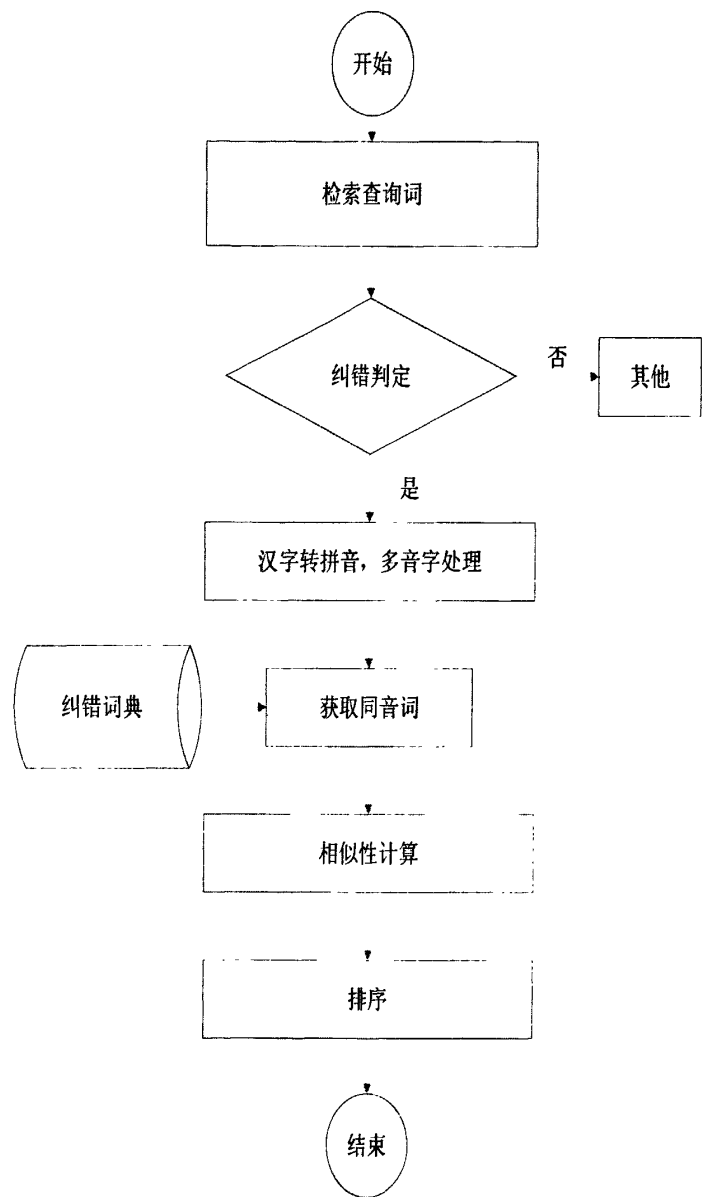 开始
检索查询词
纠错判定
否
其他
是
汉字转拼音，多音字处理
纠错词典
获取同音词
相似性计算
排序
结束